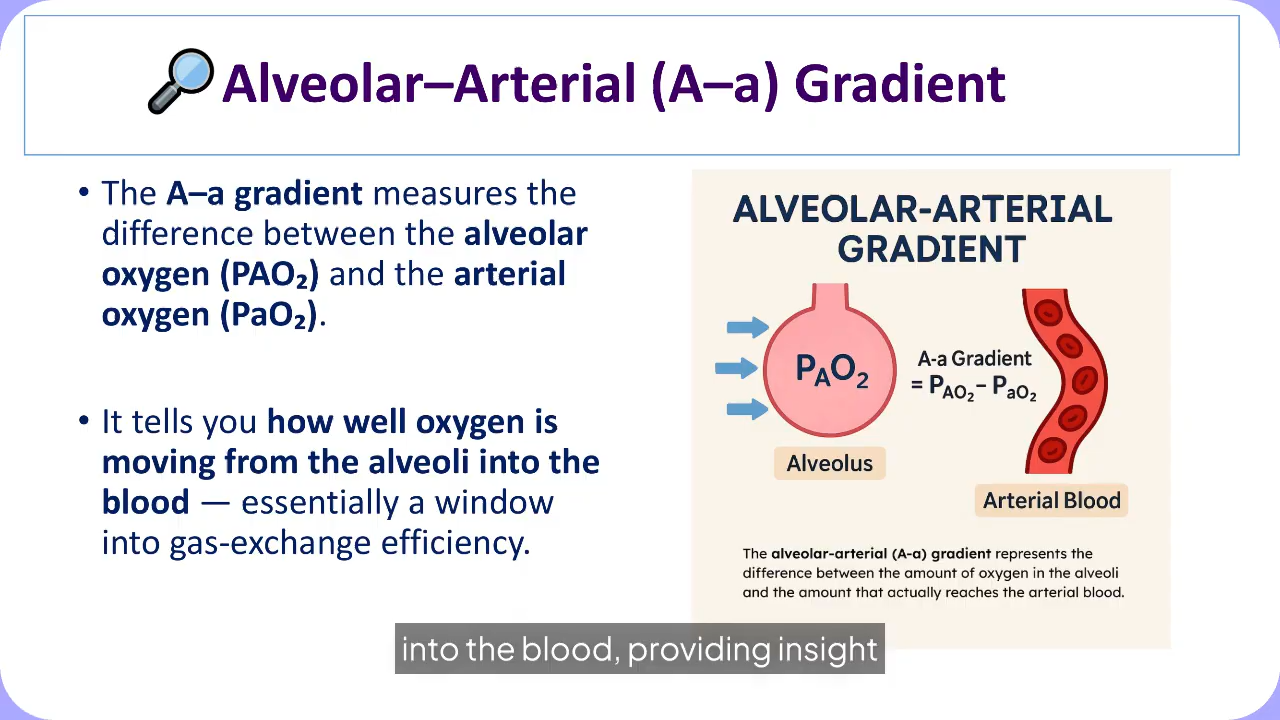 Alveolar–Arterial (A–a) Gradient
• The A–a gradient measures the
difference between the alveolar
oxygen (PAO₂) and the arterial
oxygen (PaO₂).
• It tells you how well oxygen is
moving from the alveoli into the
blood — essentially a window
into gas-exchange efficiency.
ALVEOLAR-ARTERIAL
GRADIENT
PAO2
A-a Gradient
= PAO2– PaO2
Alveolus
Arterial Blood
The alveolar-arterial (A-a) gradient represents the
difference between the amount of oxygen in the alveoli
and the amount that actually reaches the arterial blood.
into the blood, providing insight